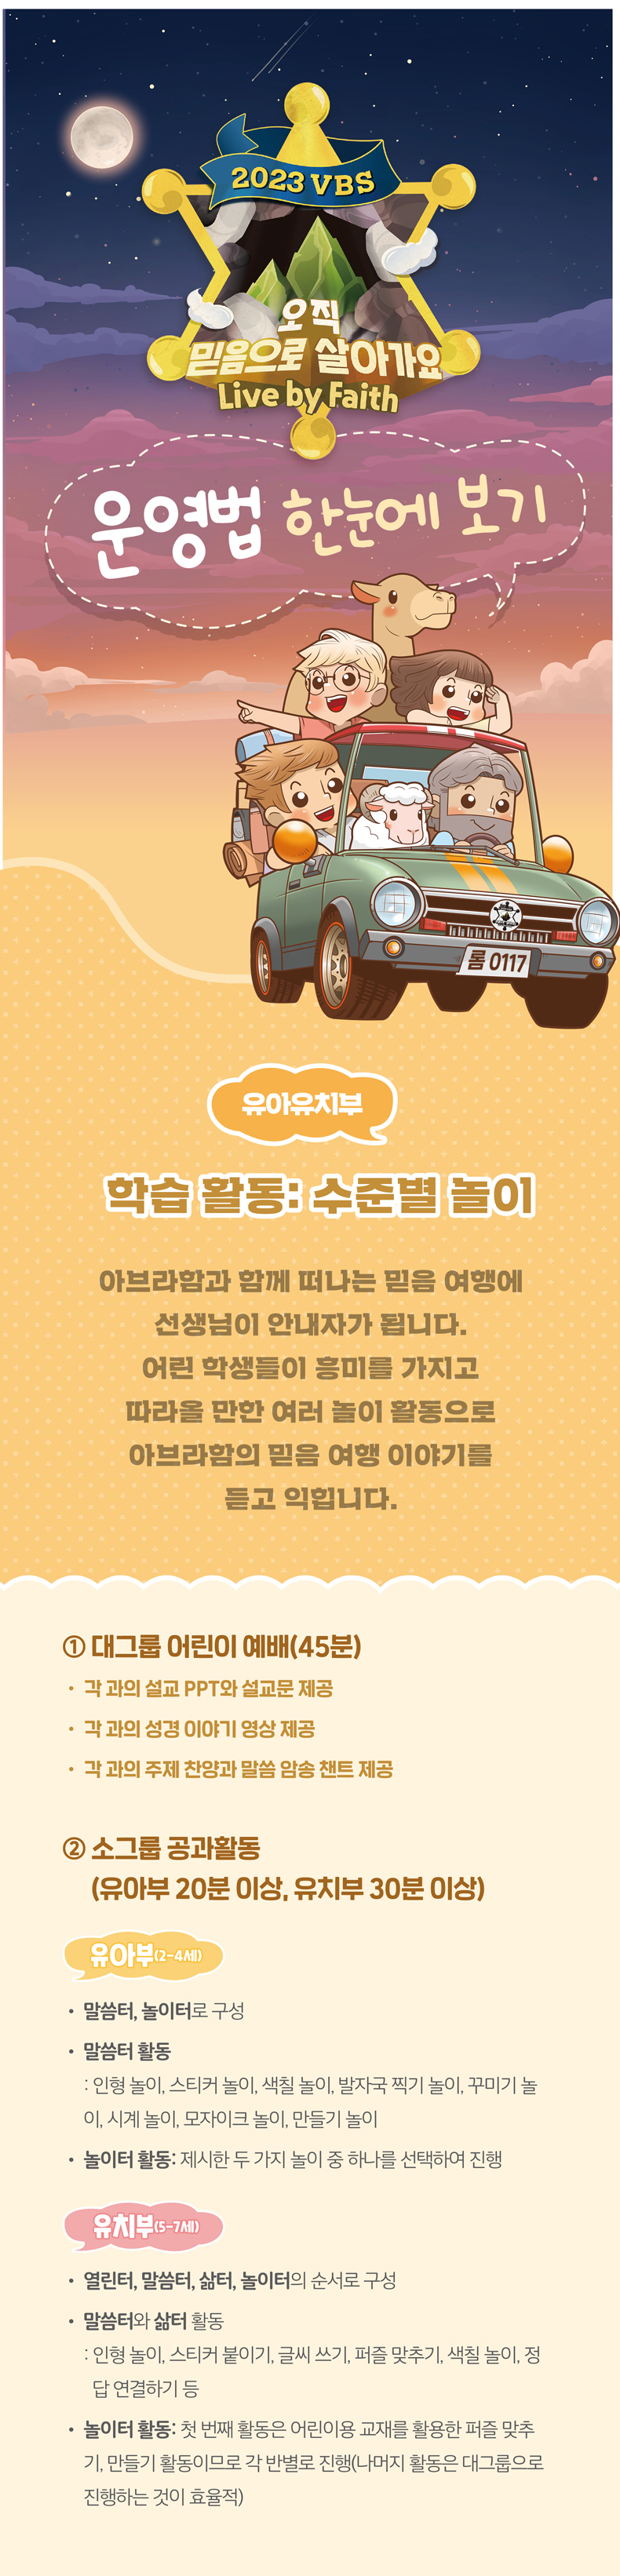 2023 VBS
오직
믿음으로 살아가요
Live by Faith
운영법 한눈에 보기
롬 0117
유아유치부
학습 활동: 수준별 놀이
아브라함과 함께 떠나는 믿음 여행에
선생님이 안내자가 됩니다.
어린 학생들이 흥미를 가지고
따라올 만한 여러 놀이 활동으로
아브라함의 믿음 여행 이야기를
듣고 익힙니다.
① 대그룹 어린이 예배(45분)
• 각 과의 설교 PPT와 설교문 제공
• 각 과의 성경 이야기 영상 제공
• 각 과의 주제 찬양과 말씀 암송 챈트 제공
② 소그룹 공과활동
(유아부 20분 이상, 유치부 30분 이상)
유아부(2-4세)
• 말씀터, 놀이터로 구성
• 말씀터 활동
: 인형 놀이, 스티커 놀이, 색칠 놀이, 발자국 찍기 놀이, 꾸미기 놀
이, 시계 놀이, 모자이크 놀이, 만들기 놀이
• 놀이터 활동: 제시한 두 가지 놀이 중 하나를 선택하여 진행
유치부(5-7세)
• 열린터, 말씀터, 삶터, 놀이터의 순서로 구성
• 말씀터와 삶터 활동
: 인형 놀이, 스티커 붙이기, 글씨 쓰기, 퍼즐 맞추기, 색칠 놀이, 정
답 연결하기 등
• 놀이터 활동: 첫 번째 활동은 어린이용 교재를 활용한 퍼즐 맞추
기, 만들기 활동이므로 각 반별로 진행(나머지 활동은 대그룹으로
진행하는 것이 효율적)